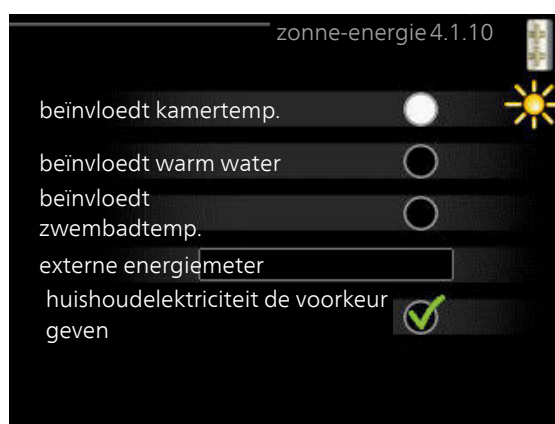 zonne-energie 4.1.10
beïnvloedt kamertemp.
beïnvloedt warm water
beïnvloedt
zwembadtemp.
externe energiemeter
huishoudelektriciteit de voorkeur
geven